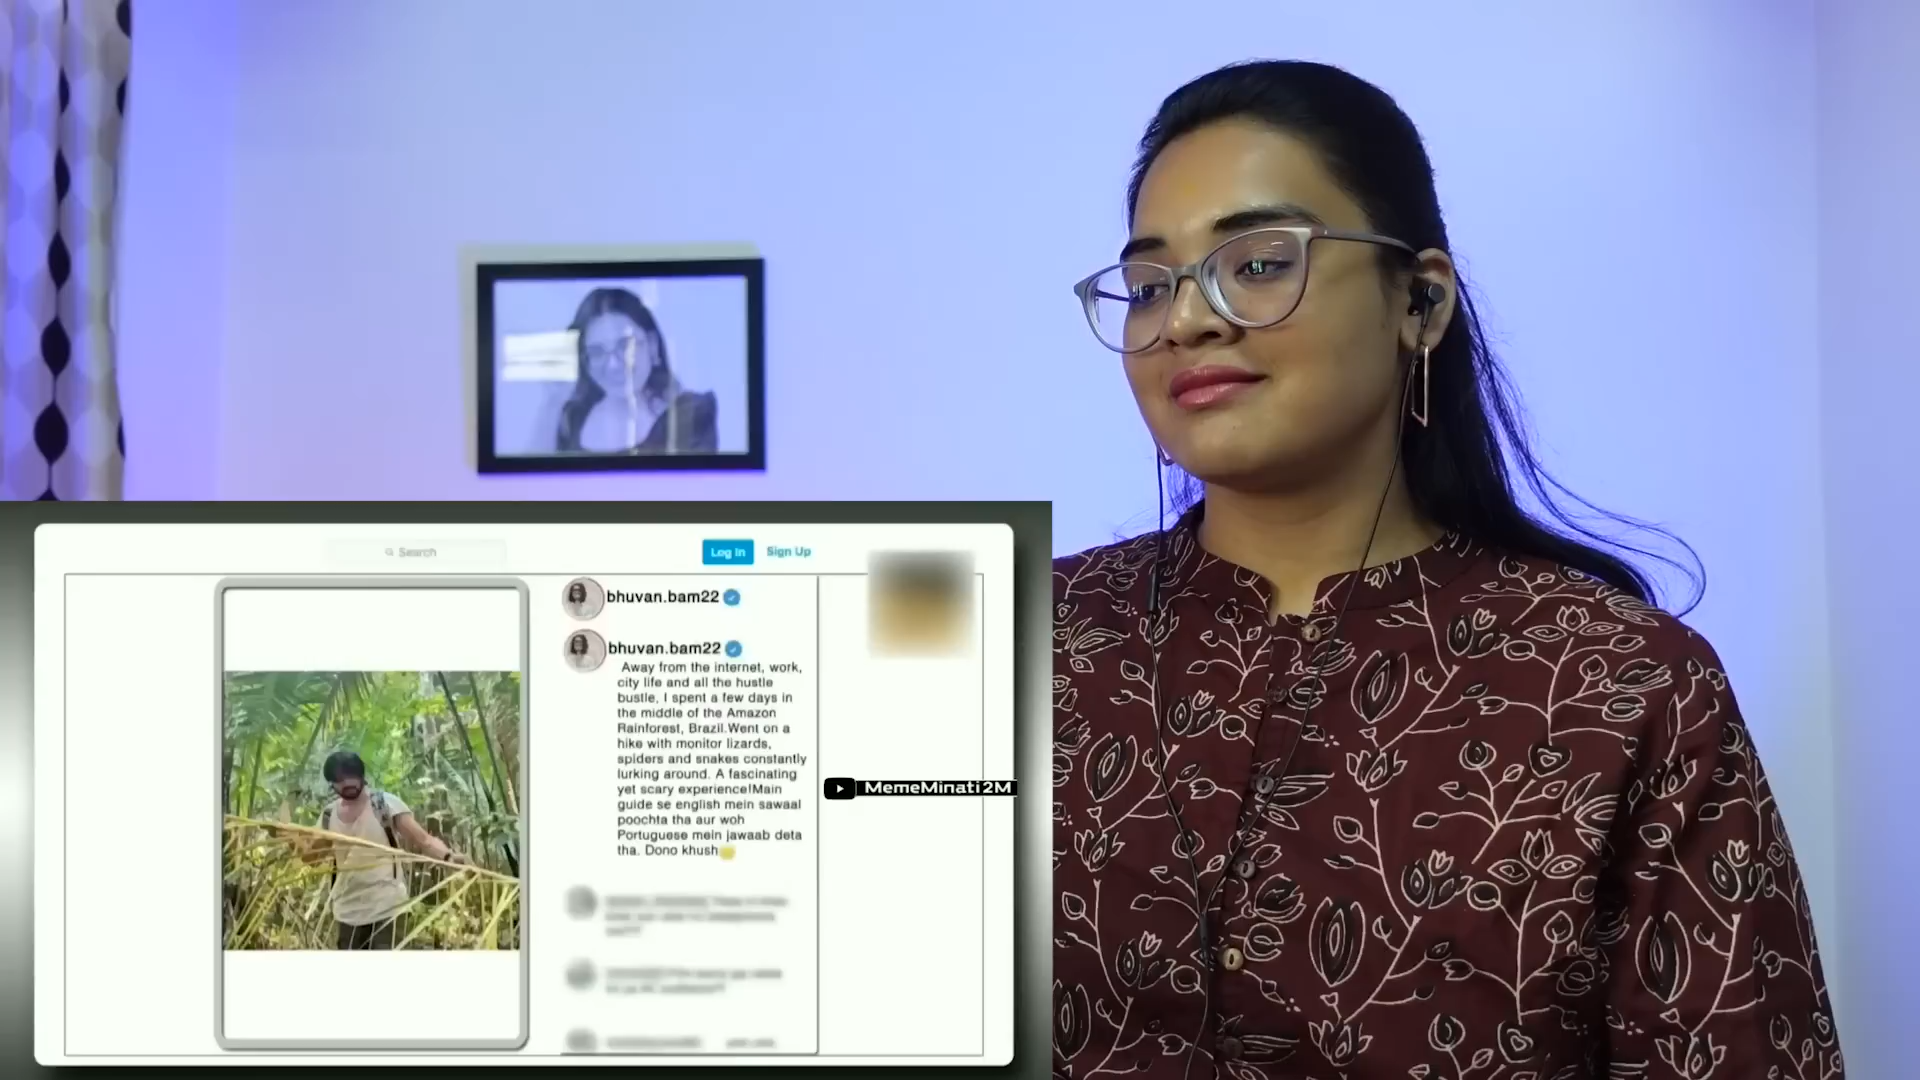 Search
Log In
Sign Up
bhuvan.bam22
bhuvan.bam22
Away from the internet, work,
city life and all the hustle
bustle, I spent a few days in
the middle of the Amazon
Rainforest, Brazil.Went on a
hike with monitor lizards,
spiders and snakes constantly
lurking around. A fascinating
yet scary experience!Main
guide se english mein sawaal
poochta tha aur woh
Portuguese mein jawaab deta
tha. Dono khush
MemeMinati2M